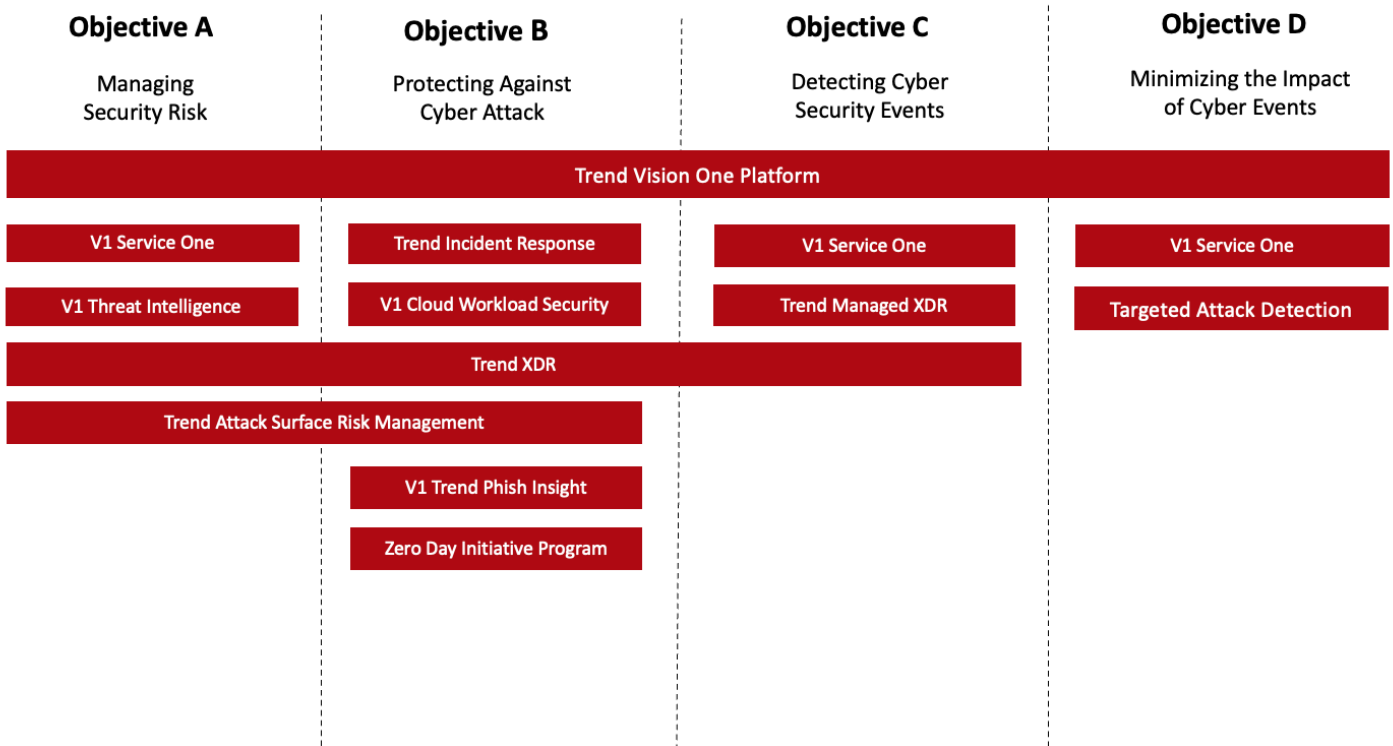 Objective A
Objective B
Objective C
Objective D
Managing
Security Risk
Protecting Against
Cyber Attack
Detecting Cyber
Security Events
Minimizing the Impact
of Cyber Events
Trend Vision One Platform
V1 Service One
Trend Incident Response
V1 Service One
V1 Service One
V1 Threat Intelligence
V1 Cloud Workload Security
Trend Managed XDR
Targeted Attack Detection
Trend XDR
Trend Attack Surface Risk Management
V1 Trend Phish Insight
Zero Day Initiative Program